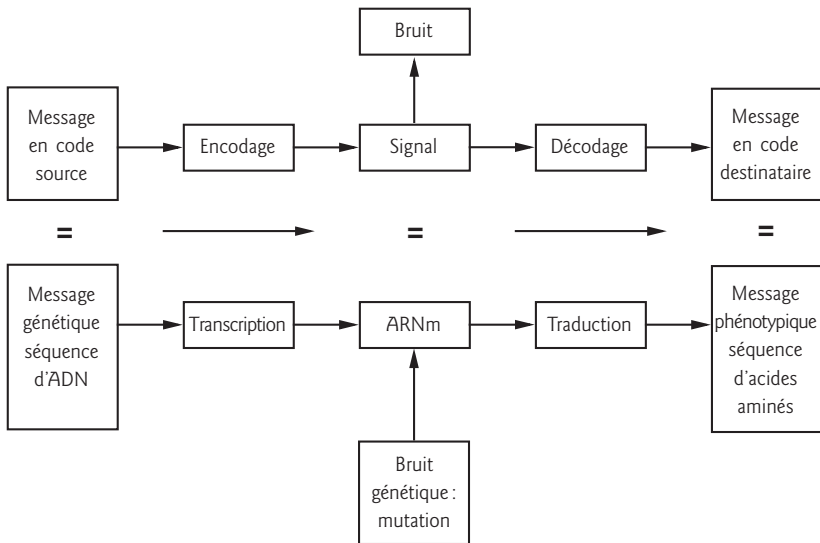 Bruit
Message
en code
source
Encodage
Signal
Décodage
Message
en code
destinataire
=
=
=
Message
génétique
séquence
d'ADN
Transcription
ARNm
Traduction
Message
phénotypique
séquence
d'acides
aminés
Bruit
génétique :
mutation